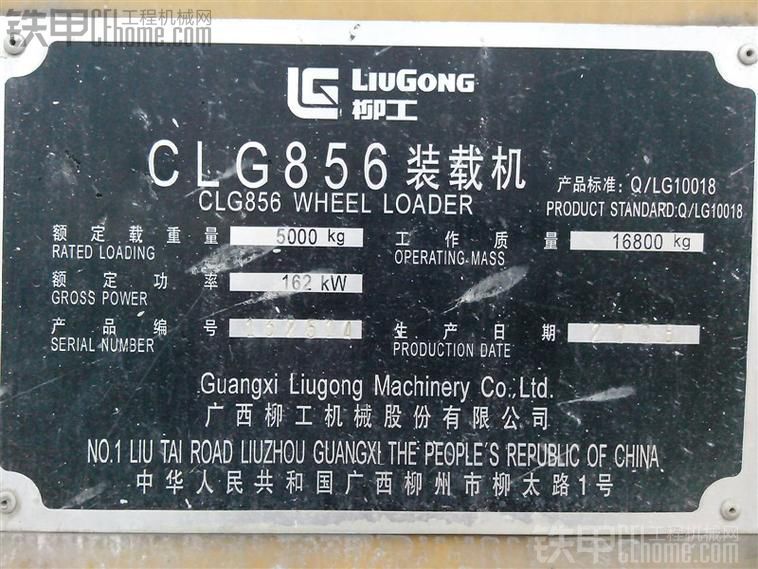 铁甲 工程机械网
cehome.com
LIUGONG
柳工
CLG856 装载机
产品标准: Q/LG10018
CLG856 WHEEL LOADER
PRODUCT STANDARD:Q/LG10018
额定载重量 5000 kg 工作质量 16800 kg
RATED LOADING OPERATING MASS
额定功率 162 kW
GROSS POWER
产品编号 生产日期
SERIAL NUMBER PRODUCTION DATE
Guangxi Liugong Machinery Co.,Ltd.
广西柳工机械股份有限公司
NO.1 LIU TAI ROAD LIUZHOU GUANGXI THE PEOPLE'S REPUBLIC OF CHINA
中华人民共和国广西柳州市柳太路1号
铁甲 工程机械网
cehome.com